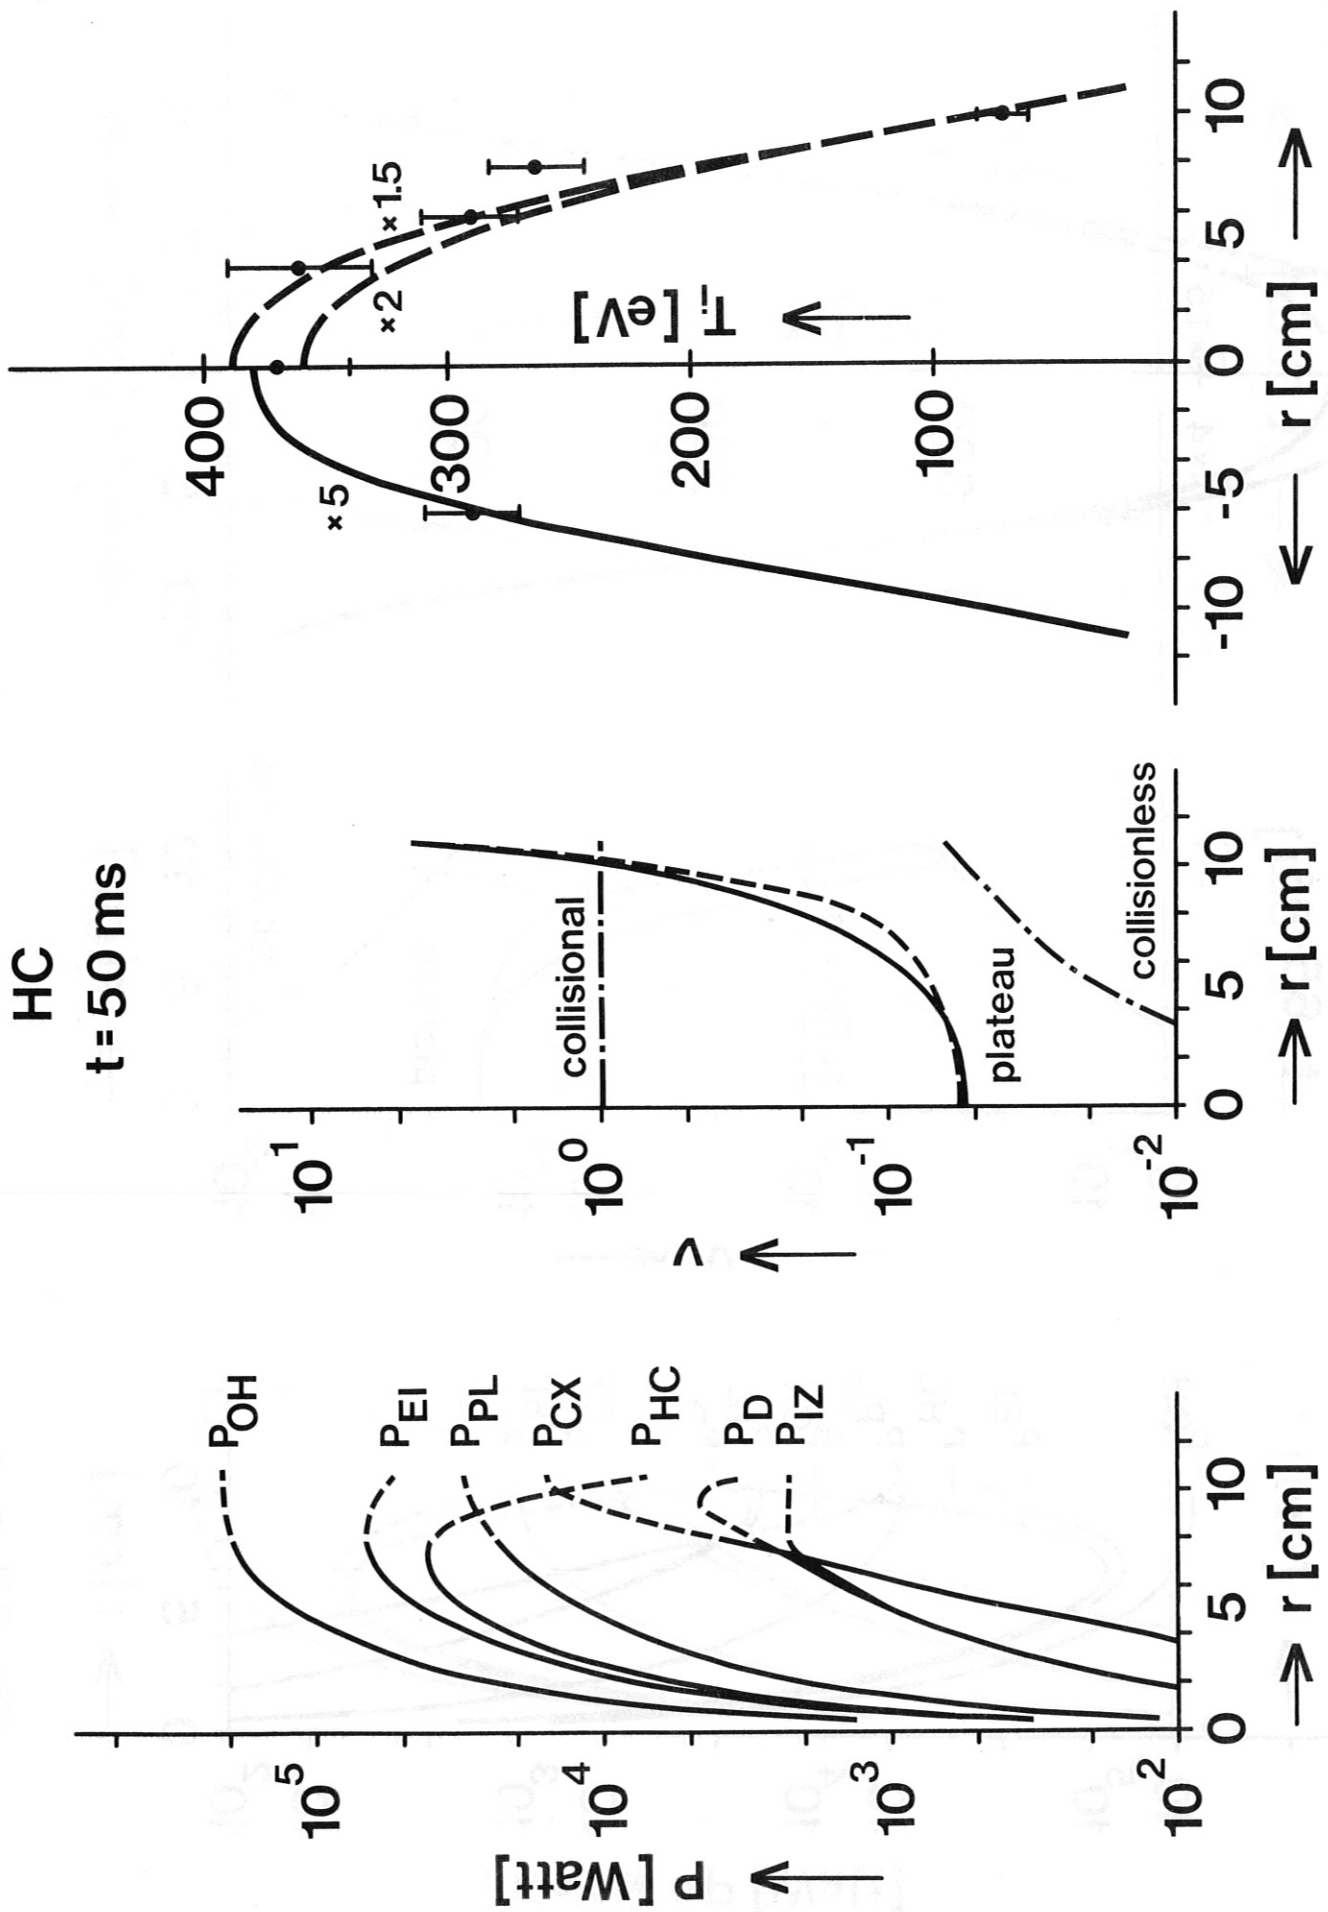 HC
t = 50 ms
P [Watt]
10^5
10^4
10^3
10^2
P_OH
P_EI
P_PL
P_CX
P_HC
P_D
P_IZ
0 5 10
r [cm]
ν
10^1
10^0
10^-1
10^-2
collisional
plateau
collisionless
0 5 10
r [cm]
T_i [eV]
400
300
200
100
×5
×2
×1.5
-10 -5 0 5 10
r [cm]